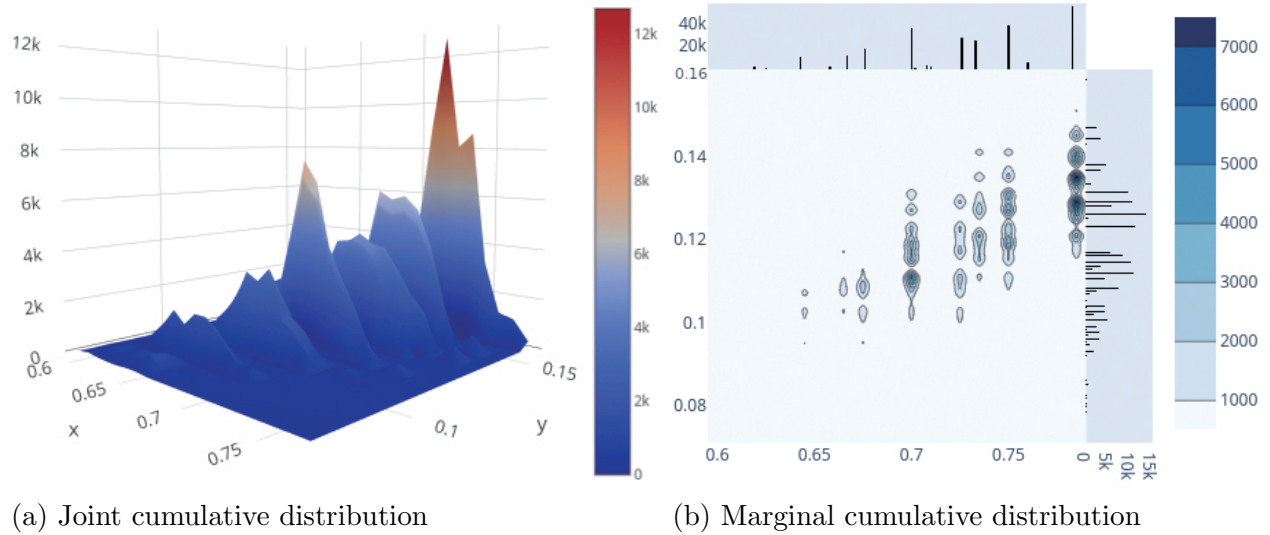 12k
10k
8k
6k
4k
2k
0
0.6
0.65
0.7
0.75
x
0.1
0.15
y
12k
10k
8k
6k
4k
2k
0
40k
20k
0.16
0.14
0.12
0.1
0.08
0.6
0.65
0.7
0.75
0
5k
10k
15k
7000
6000
5000
4000
3000
2000
1000
(a) Joint cumulative distribution
(b) Marginal cumulative distribution